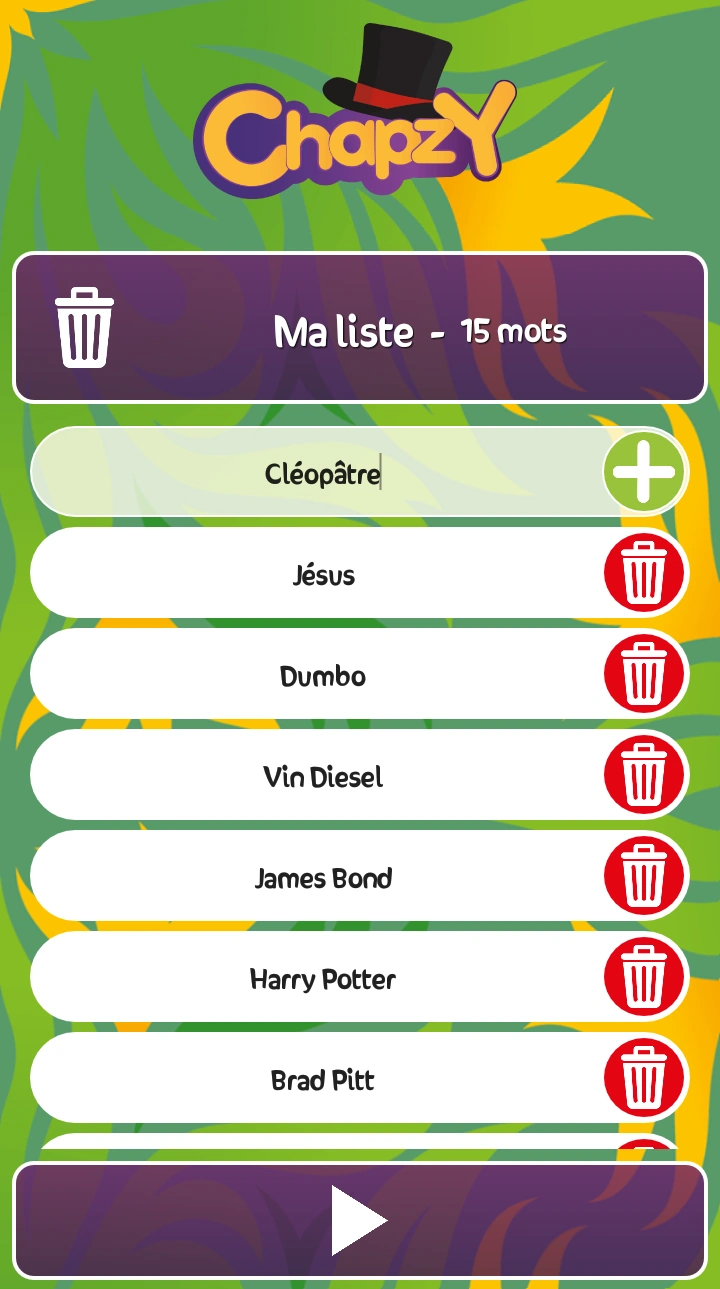 Chapzy
Ma liste - 15 mots
Cléopâtre
Jésus
Dumbo
Vin Diesel
James Bond
Harry Potter
Brad Pitt